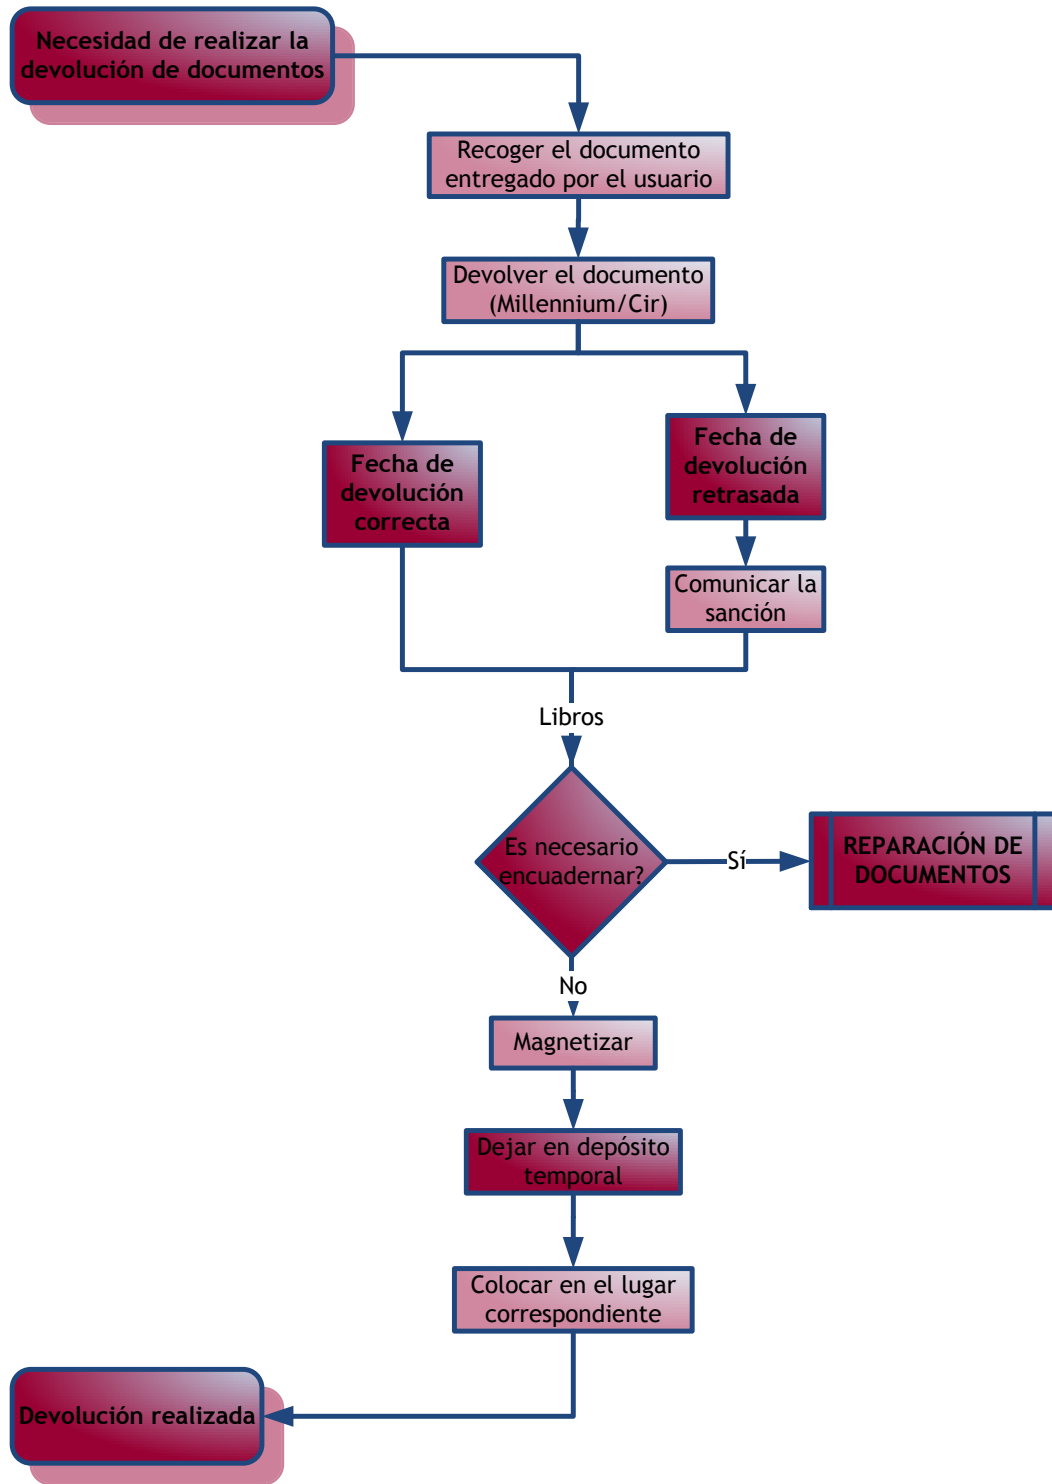 Necesidad de realizar la
devolución de documentos
Recoger el documento
entregado por el usuario
Devolver el documento
(Millennium/Cir)
Fecha de
devolución
correcta
Fecha de
devolución
retrasada
Comunicar la
sanción
Libros
Es necesario
encuadernar?
Sí
REPARACIÓN DE
DOCUMENTOS
No
Magnetizar
Dejar en depósito
temporal
Colocar en el lugar
correspondiente
Devolución realizada